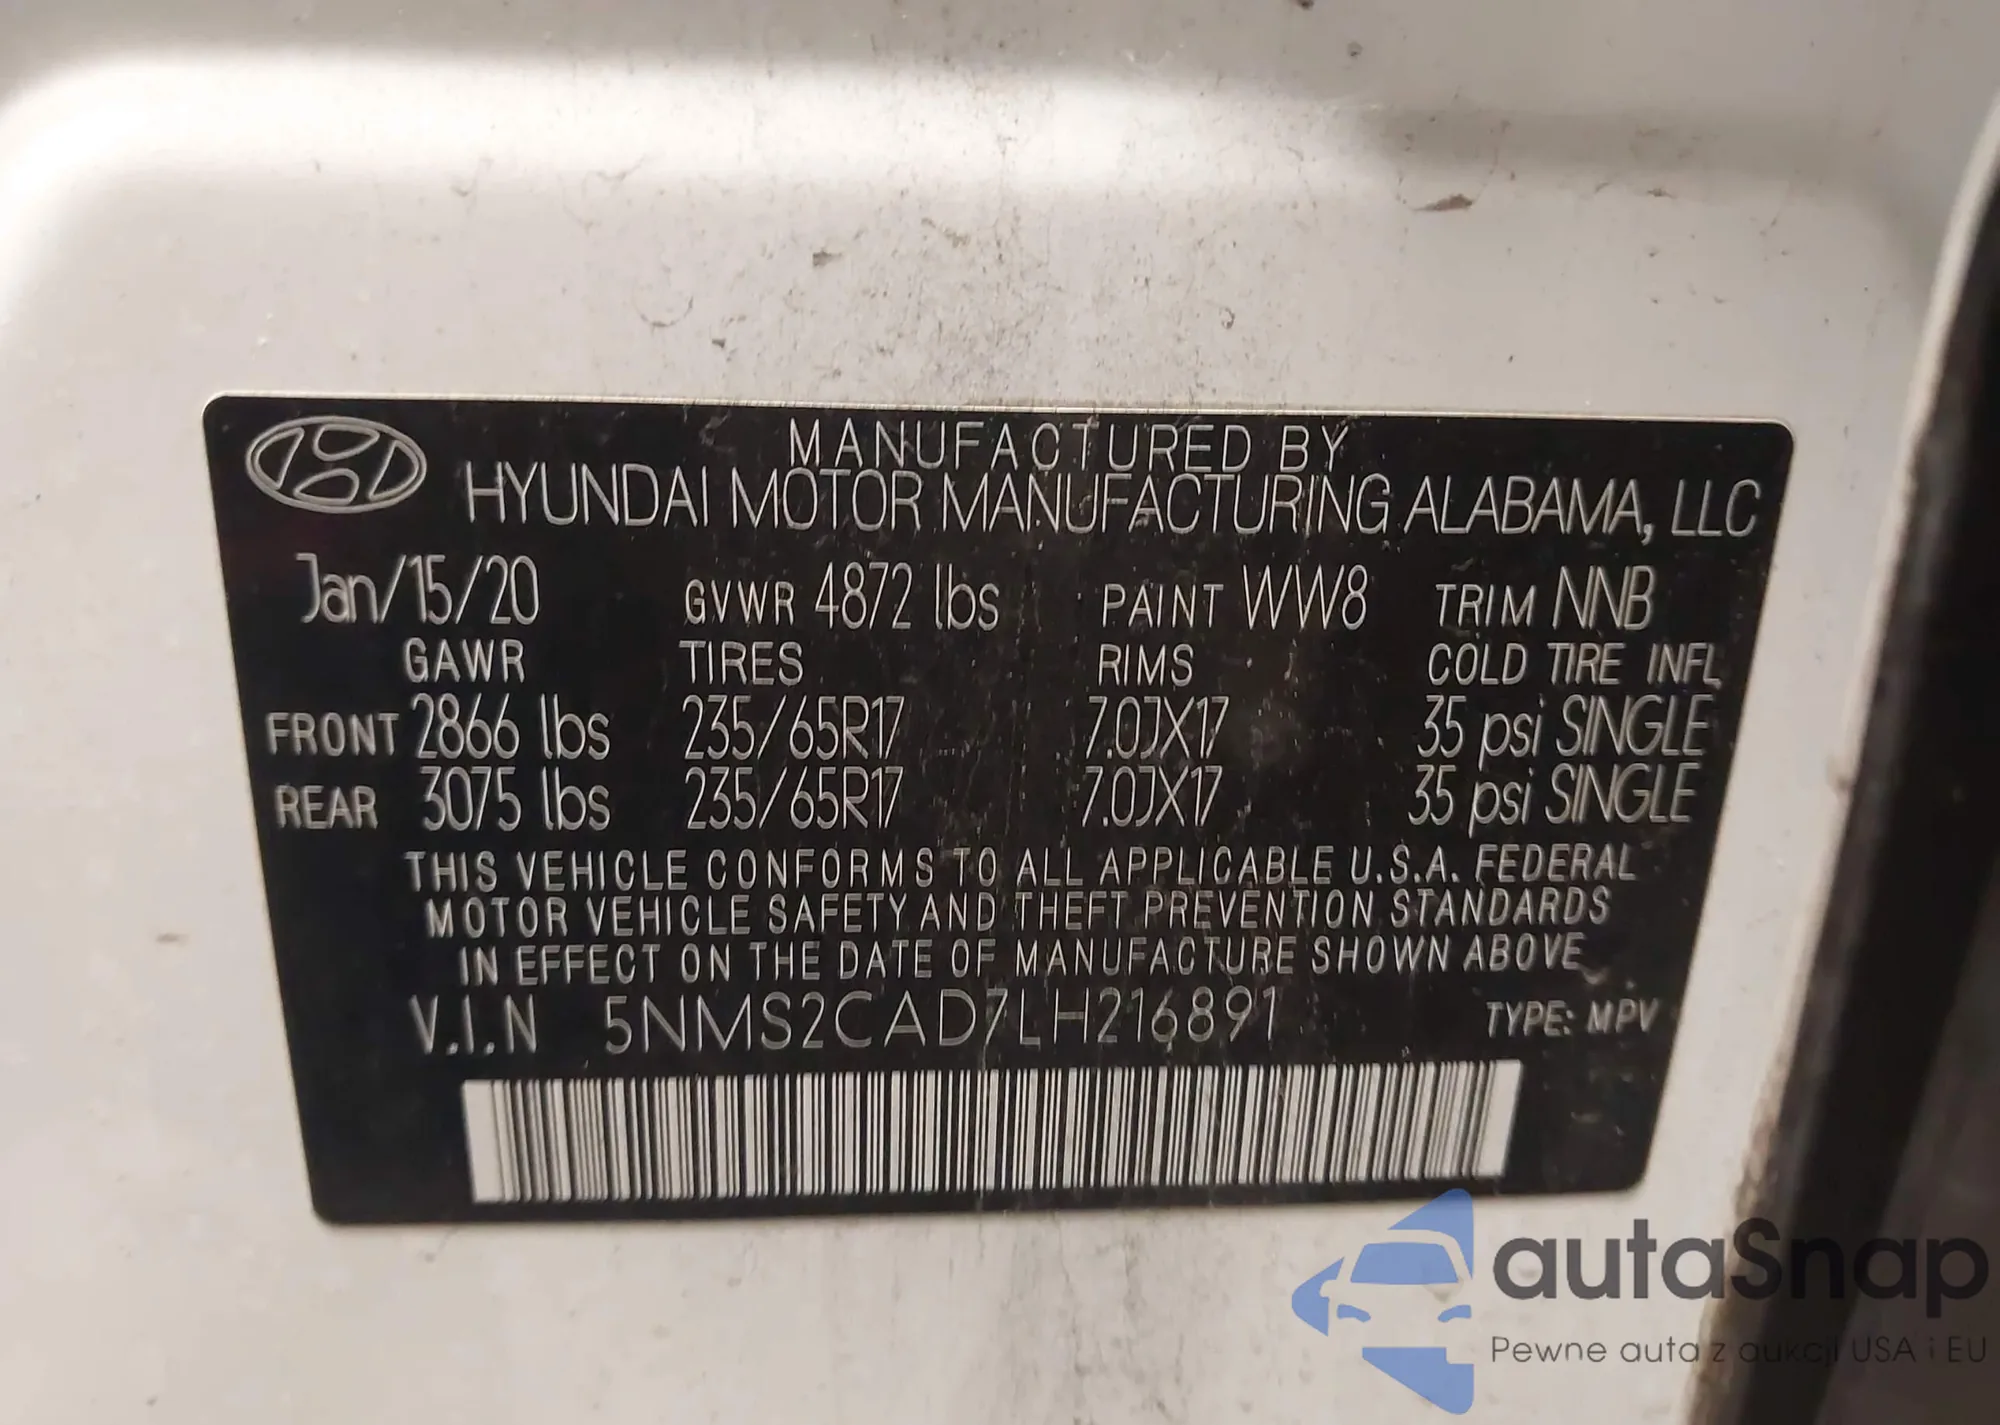 MANUFACTURED BY
HYUNDAI MOTOR MANUFACTURING ALABAMA, LLC
Jan/15/20 GVWR 4872 lbs PAINT WW8 TRIM NNB
GAWR TIRES RIMS COLD TIRE INFL
FRONT 2866 lbs 235/65R17 7.0JX17 35 psi SINGLE
REAR 3075 lbs 235/65R17 7.0JX17 35 psi SINGLE
THIS VEHICLE CONFORMS TO ALL APPLICABLE U.S.A. FEDERAL
MOTOR VEHICLE SAFETY AND THEFT PREVENTION STANDARDS
IN EFFECT ON THE DATE OF MANUFACTURE SHOWN ABOVE
V.I.N 5NMS2CAD7LH216891 TYPE: MPV
autaSnap
Pewne auta z aukcji USA i EU